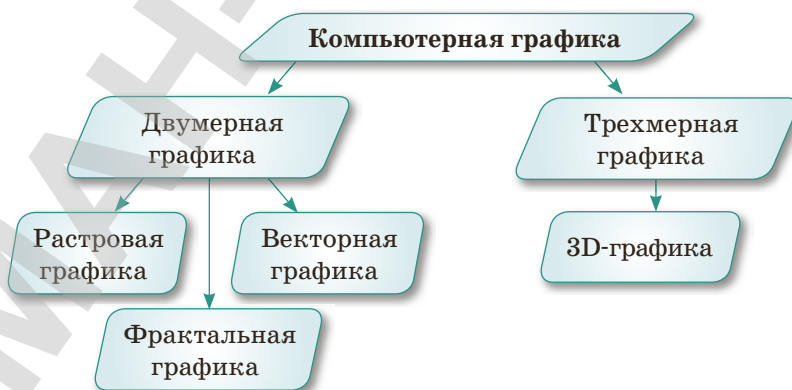 Компьютерная графика
Двумерная
графика
Трехмерная
графика
Растровая
графика
Векторная
графика
3D-графика
Фрактальная
графика